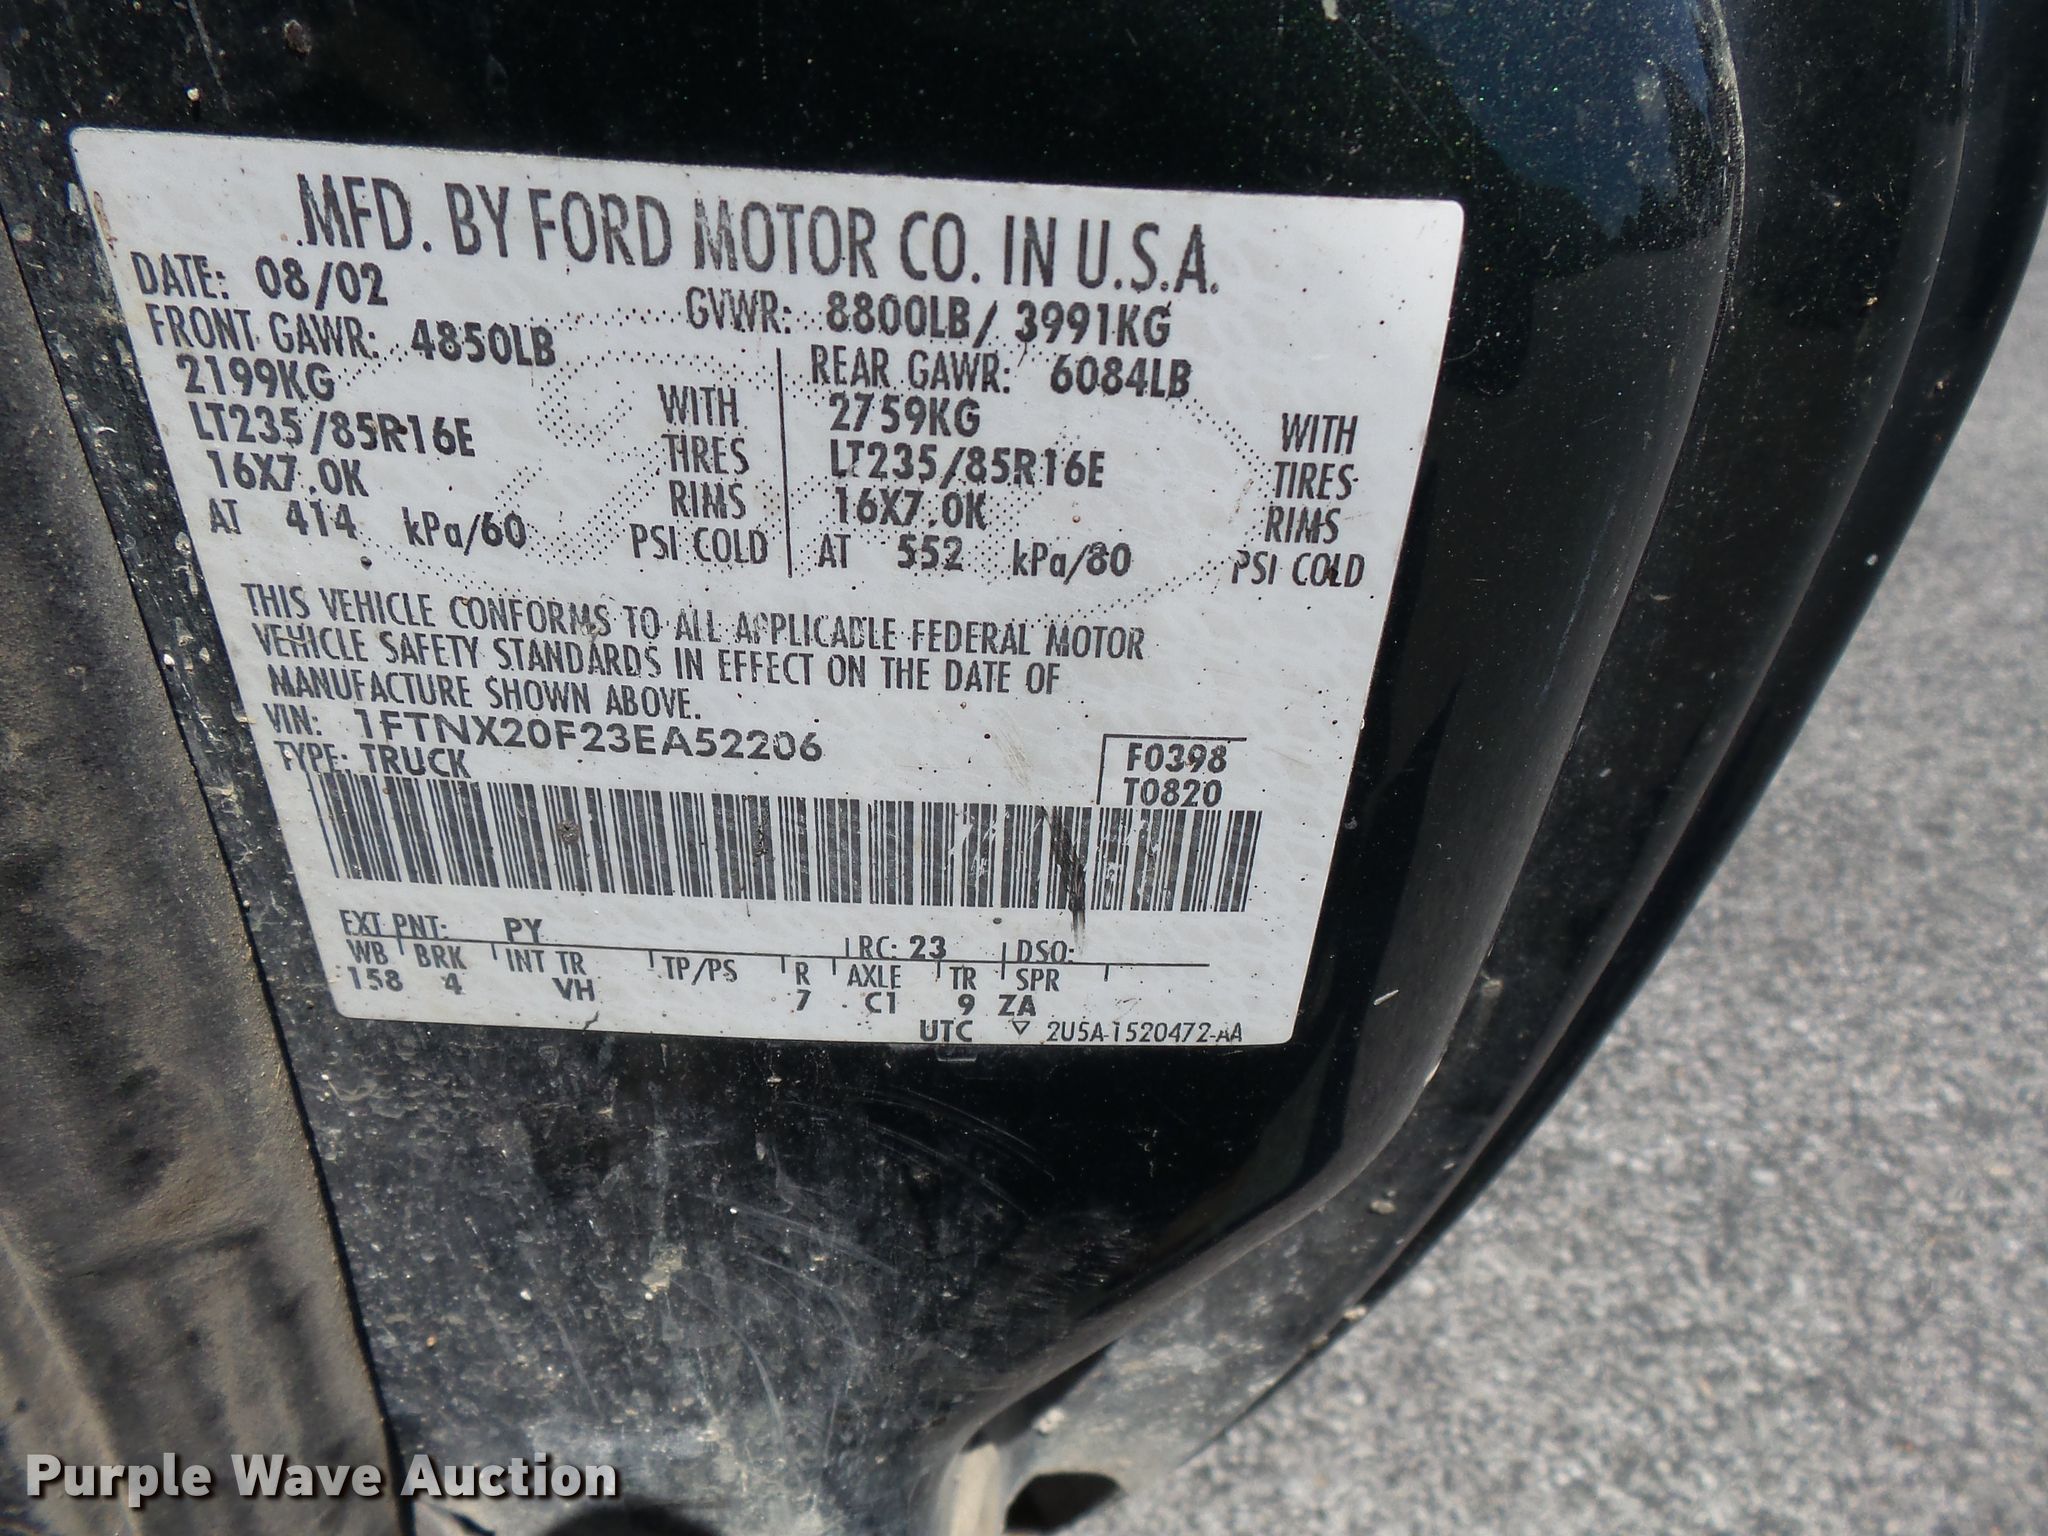 MFD. BY FORD MOTOR CO. IN U.S.A.
DATE: 08/02 GVWR: 8800LB/ 3991KG
FRONT GAWR: 4850LB REAR GAWR: 6084LB
2199KG WITH 2759KG WITH
LT235/85R16E TIRES LT235/85R16E TIRES
16X7.0K RIMS 16X7.0K RIMS
AT 414 kPa/60 PSI COLD AT 552 kPa/80 PSI COLD
THIS VEHICLE CONFORMS TO ALL APPLICABLE FEDERAL MOTOR
VEHICLE SAFETY STANDARDS IN EFFECT ON THE DATE OF
MANUFACTURE SHOWN ABOVE.
VIN: 1FTNX20F23EA52206
TYPE: TRUCK
F0398
T0820
EXT PNT: PY RC: 23 DSO:
WB BRK INT TR TP/PS R AXLE TR SPR
158 4 VH 7 C1 9 ZA
UTC ▽ 2U5A-1520472-AA
Purple Wave Auction